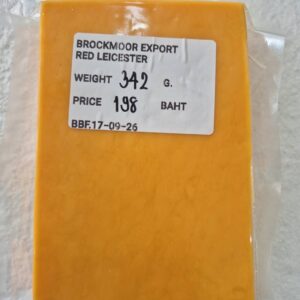 BROCKMOOR EXPORT
RED LEICESTER
WEIGHT 342 G.
PRICE 198 BAHT
BBF.17-09-26